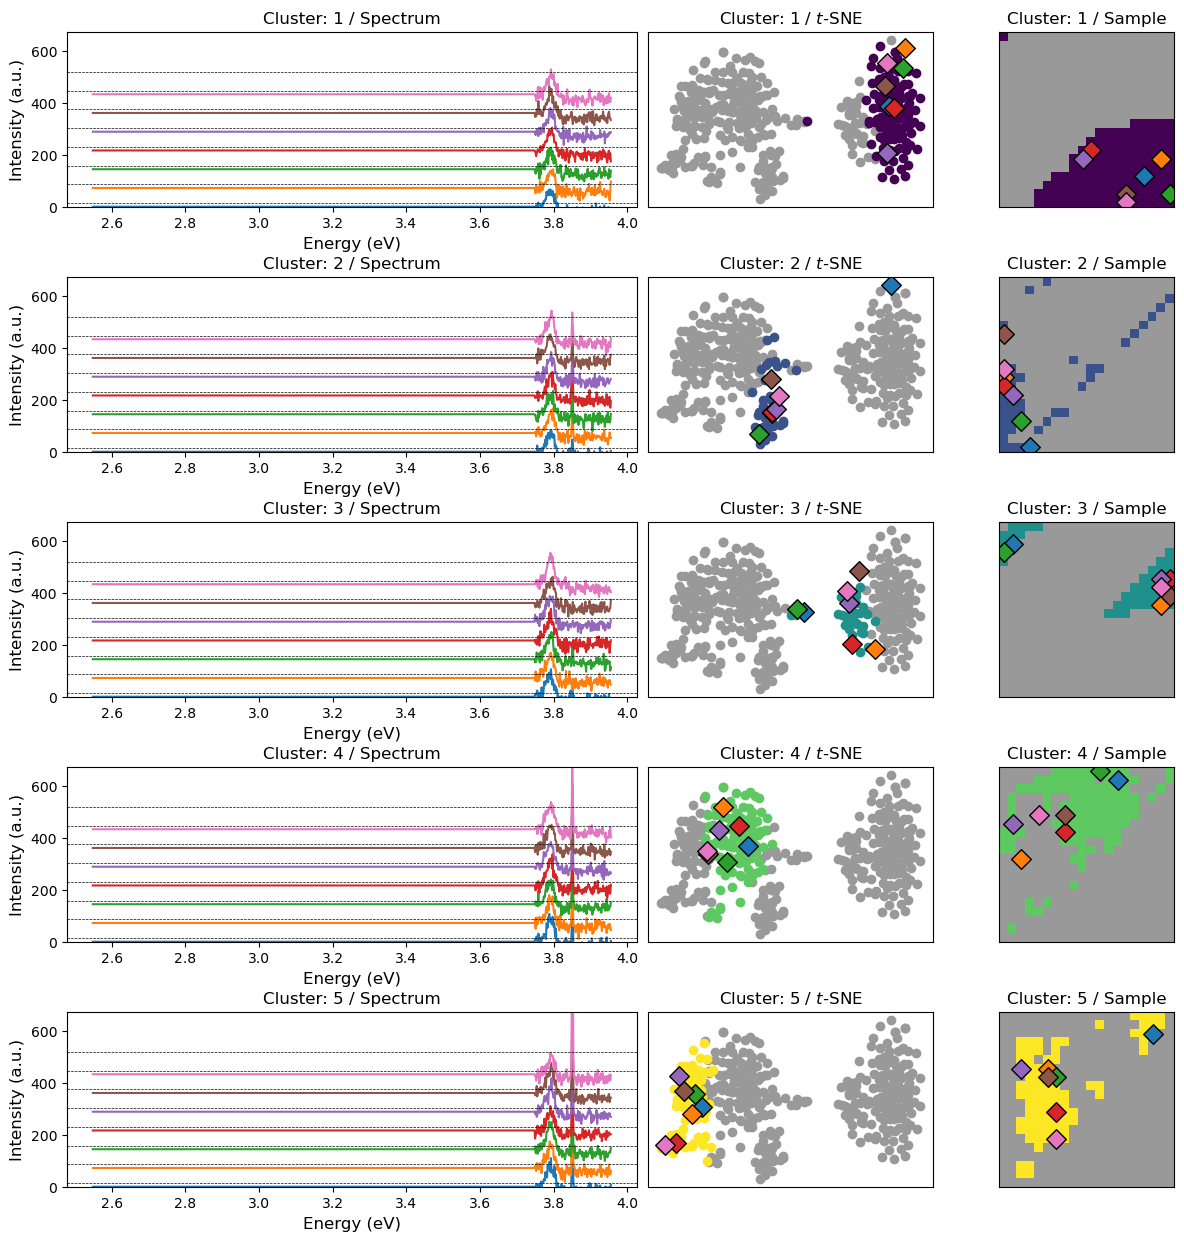 Cluster: 1 / Spectrum
Cluster: 1 / t-SNE
Cluster: 1 / Sample
Intensity (a.u.)
600
400
200
0
2.6 2.8 3.0 3.2 3.4 3.6 3.8 4.0
Energy (eV)
Cluster: 2 / Spectrum
Cluster: 2 / t-SNE
Cluster: 2 / Sample
Intensity (a.u.)
600
400
200
0
2.6 2.8 3.0 3.2 3.4 3.6 3.8 4.0
Energy (eV)
Cluster: 3 / Spectrum
Cluster: 3 / t-SNE
Cluster: 3 / Sample
Intensity (a.u.)
600
400
200
0
2.6 2.8 3.0 3.2 3.4 3.6 3.8 4.0
Energy (eV)
Cluster: 4 / Spectrum
Cluster: 4 / t-SNE
Cluster: 4 / Sample
Intensity (a.u.)
600
400
200
0
2.6 2.8 3.0 3.2 3.4 3.6 3.8 4.0
Energy (eV)
Cluster: 5 / Spectrum
Cluster: 5 / t-SNE
Cluster: 5 / Sample
Intensity (a.u.)
600
400
200
0
2.6 2.8 3.0 3.2 3.4 3.6 3.8 4.0
Energy (eV)